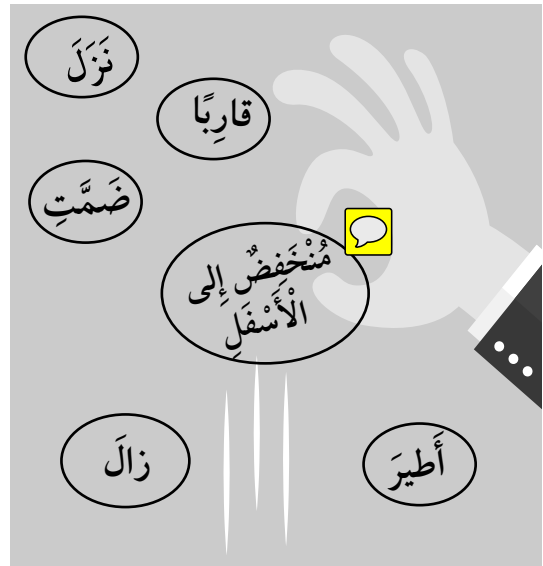 نَزَلَ
قارِبًا
ضَمَّتِ
مُنْخَفِضٌ إِلى
الْأَسْفَلِ
زالَ
أَطيرَ